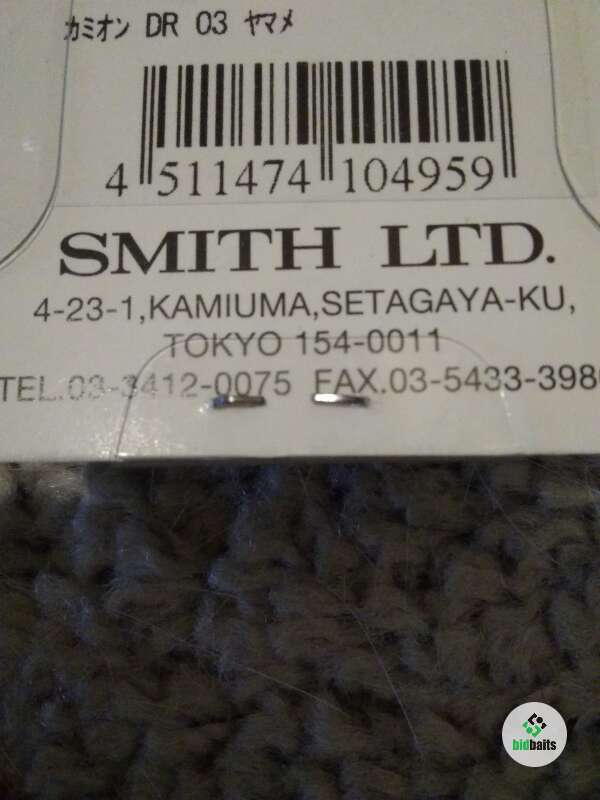 カミオン DR 03 ヤマメ
4 511474 104959
SMITH LTD.
4-23-1,KAMIUMA,SETAGAYA-KU,
TOKYO 154-0011
TEL.03-3412-0075 FAX.03-5433-398
bidbaits